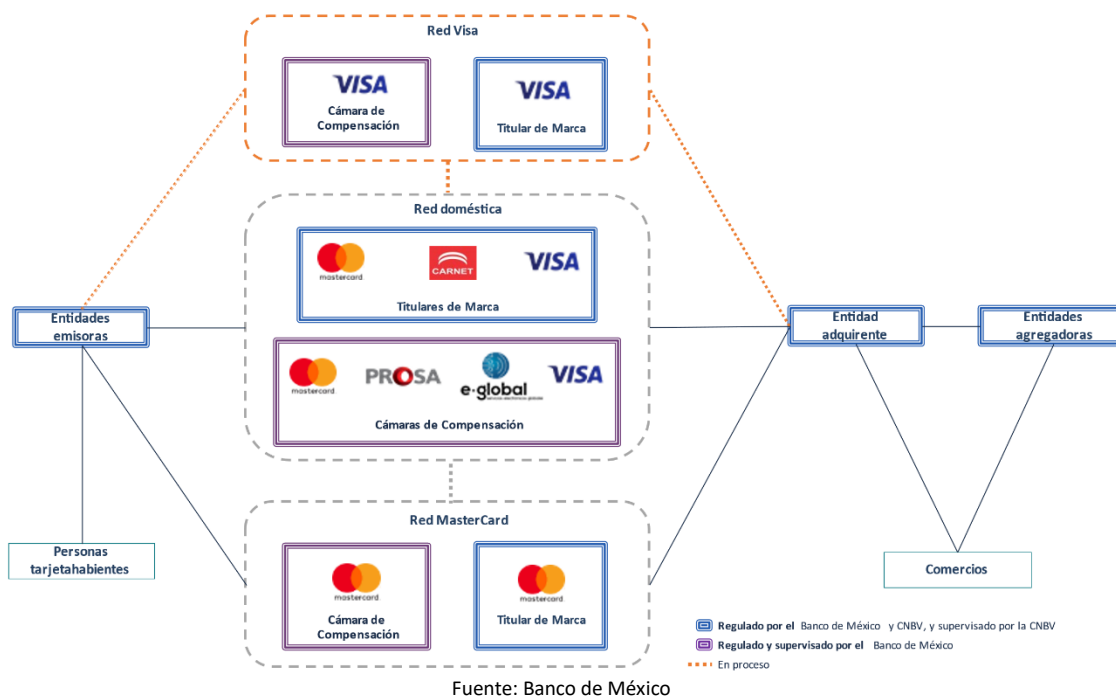 Red Visa
VISA
Cámara de
Compensación
VISA
Titular de Marca
Red doméstica
mastercard.
CARNET
VISA
Titulares de Marca
Entidades
emisoras
Entidad
adquirente
Entidades
agregadoras
mastercard.
PROSA
e·global
servicios electrónicos globales
VISA
Cámaras de Compensación
Red MasterCard
Personas
tarjetahabientes
mastercard.
Cámara de
Compensación
mastercard.
Titular de Marca
Comercios
Regulado por el Banco de México y CNBV, y supervisado por la CNBV
Regulado y supervisado por el Banco de México
En proceso
Fuente: Banco de México